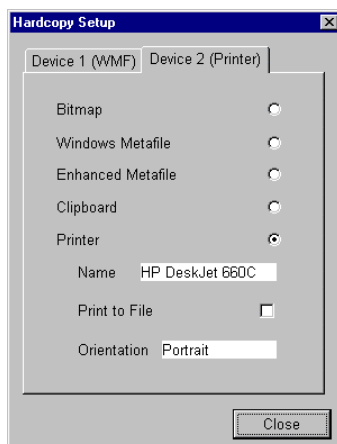 Hardcopy Setup
Device 1 (WMF) Device 2 (Printer)
Bitmap
Windows Metafile
Enhanced Metafile
Clipboard
Printer
Name HP DeskJet 660C
Print to File
Orientation Portrait
Close